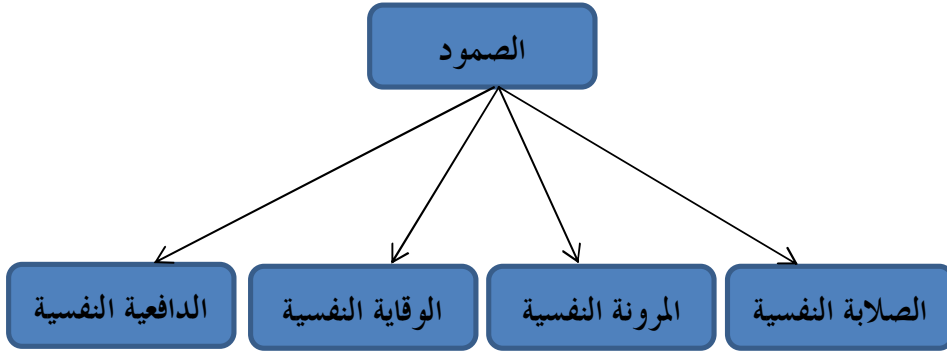 الصمود
الصلابة النفسية
المرونة النفسية
الوقاية النفسية
الدافعية النفسية